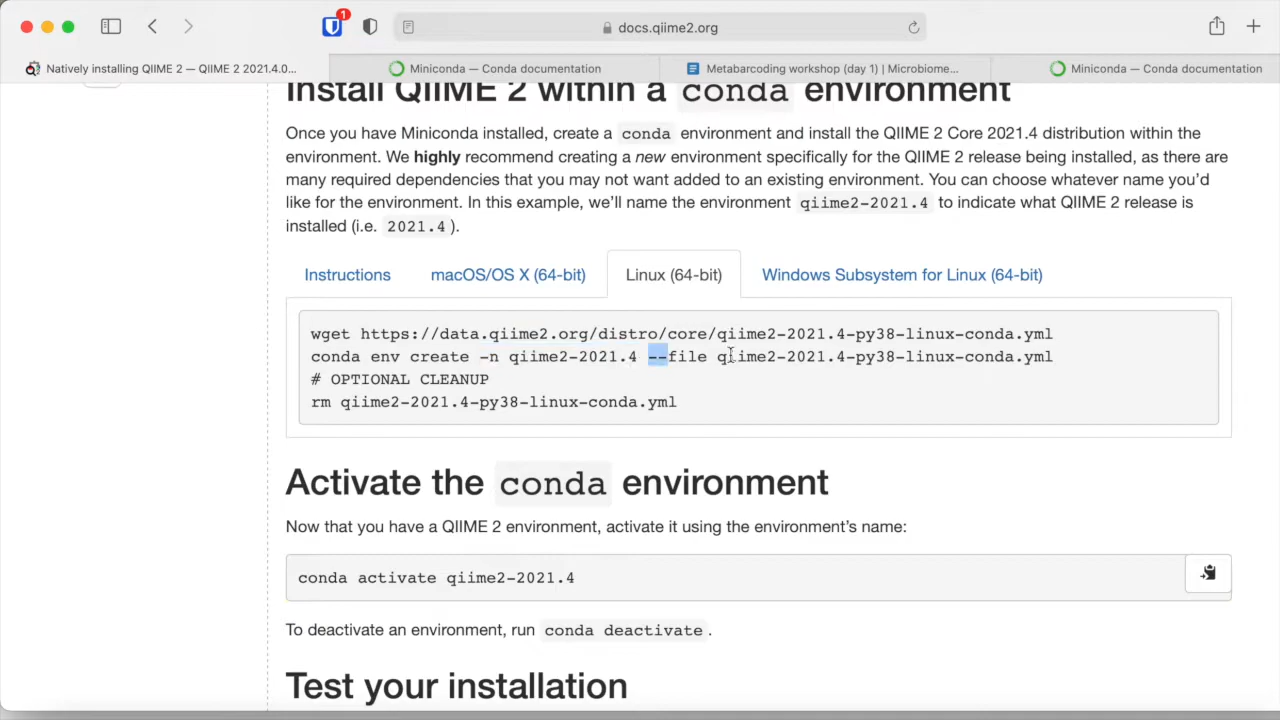 1
docs.qiime2.org
Natively installing QIIME 2 — QIIME 2 2021.4.0...
Miniconda — Conda documentation
Metabarcoding workshop (day 1) | Microbiome...
Miniconda — Conda documentation
Install QIIME 2 within a conda environment
Once you have Miniconda installed, create a conda environment and install the QIIME 2 Core 2021.4 distribution within the
environment. We highly recommend creating a new environment specifically for the QIIME 2 release being installed, as there are
many required dependencies that you may not want added to an existing environment. You can choose whatever name you’d
like for the environment. In this example, we’ll name the environment qiime2-2021.4 to indicate what QIIME 2 release is
installed (i.e. 2021.4 ).
Instructions
macOS/OS X (64-bit)
Linux (64-bit)
Windows Subsystem for Linux (64-bit)
wget https://data.qiime2.org/distro/core/qiime2-2021.4-py38-linux-conda.yml
conda env create -n qiime2-2021.4 --file qiime2-2021.4-py38-linux-conda.yml
# OPTIONAL CLEANUP
rm qiime2-2021.4-py38-linux-conda.yml
Activate the conda environment
Now that you have a QIIME 2 environment, activate it using the environment’s name:
conda activate qiime2-2021.4
To deactivate an environment, run conda deactivate .
Test your installation